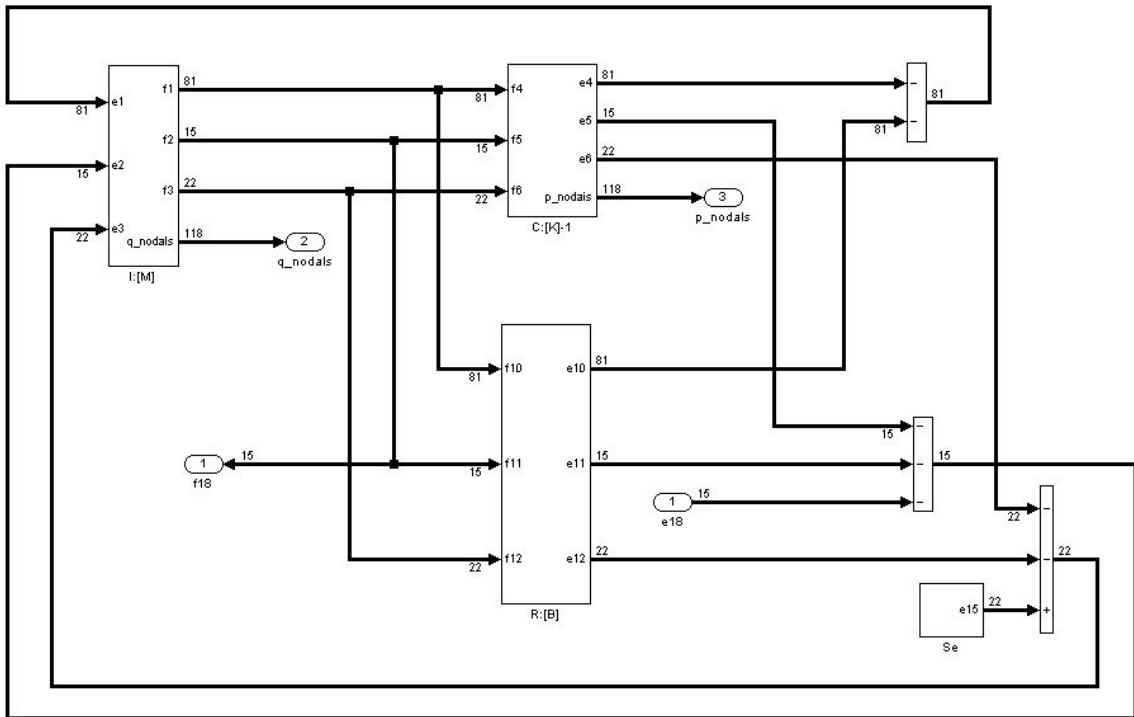 81 e1
15 e2
22 e3
f1 81
f2 15
f3 22
q_nodals 118
I:[M]
2
q_nodals
81 f4
15 f5
22 f6
e4 81
e5 15
e6 22
p_nodais 118
C:[K]-1
3
p_nodals
−
81 −
81
81 f10
15 f11
22 f12
e10 81
e11 15
e12 22
R:[B]
1 15
f18
1 15
e18
15 −
−
−
15
22 −
−
+
22
e15 22
Se